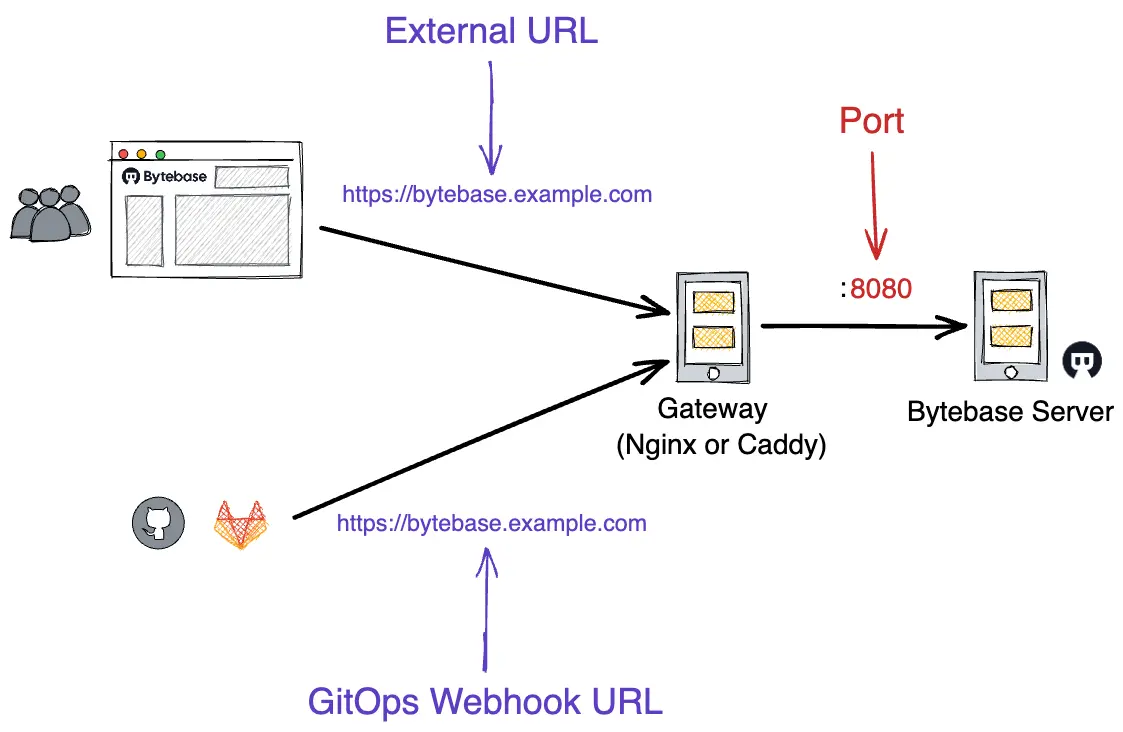 External URL
Port
Bytebase
https://bytebase.example.com
:8080
Gateway
(Nginx or Caddy)
Bytebase Server
https://bytebase.example.com
GitOps Webhook URL